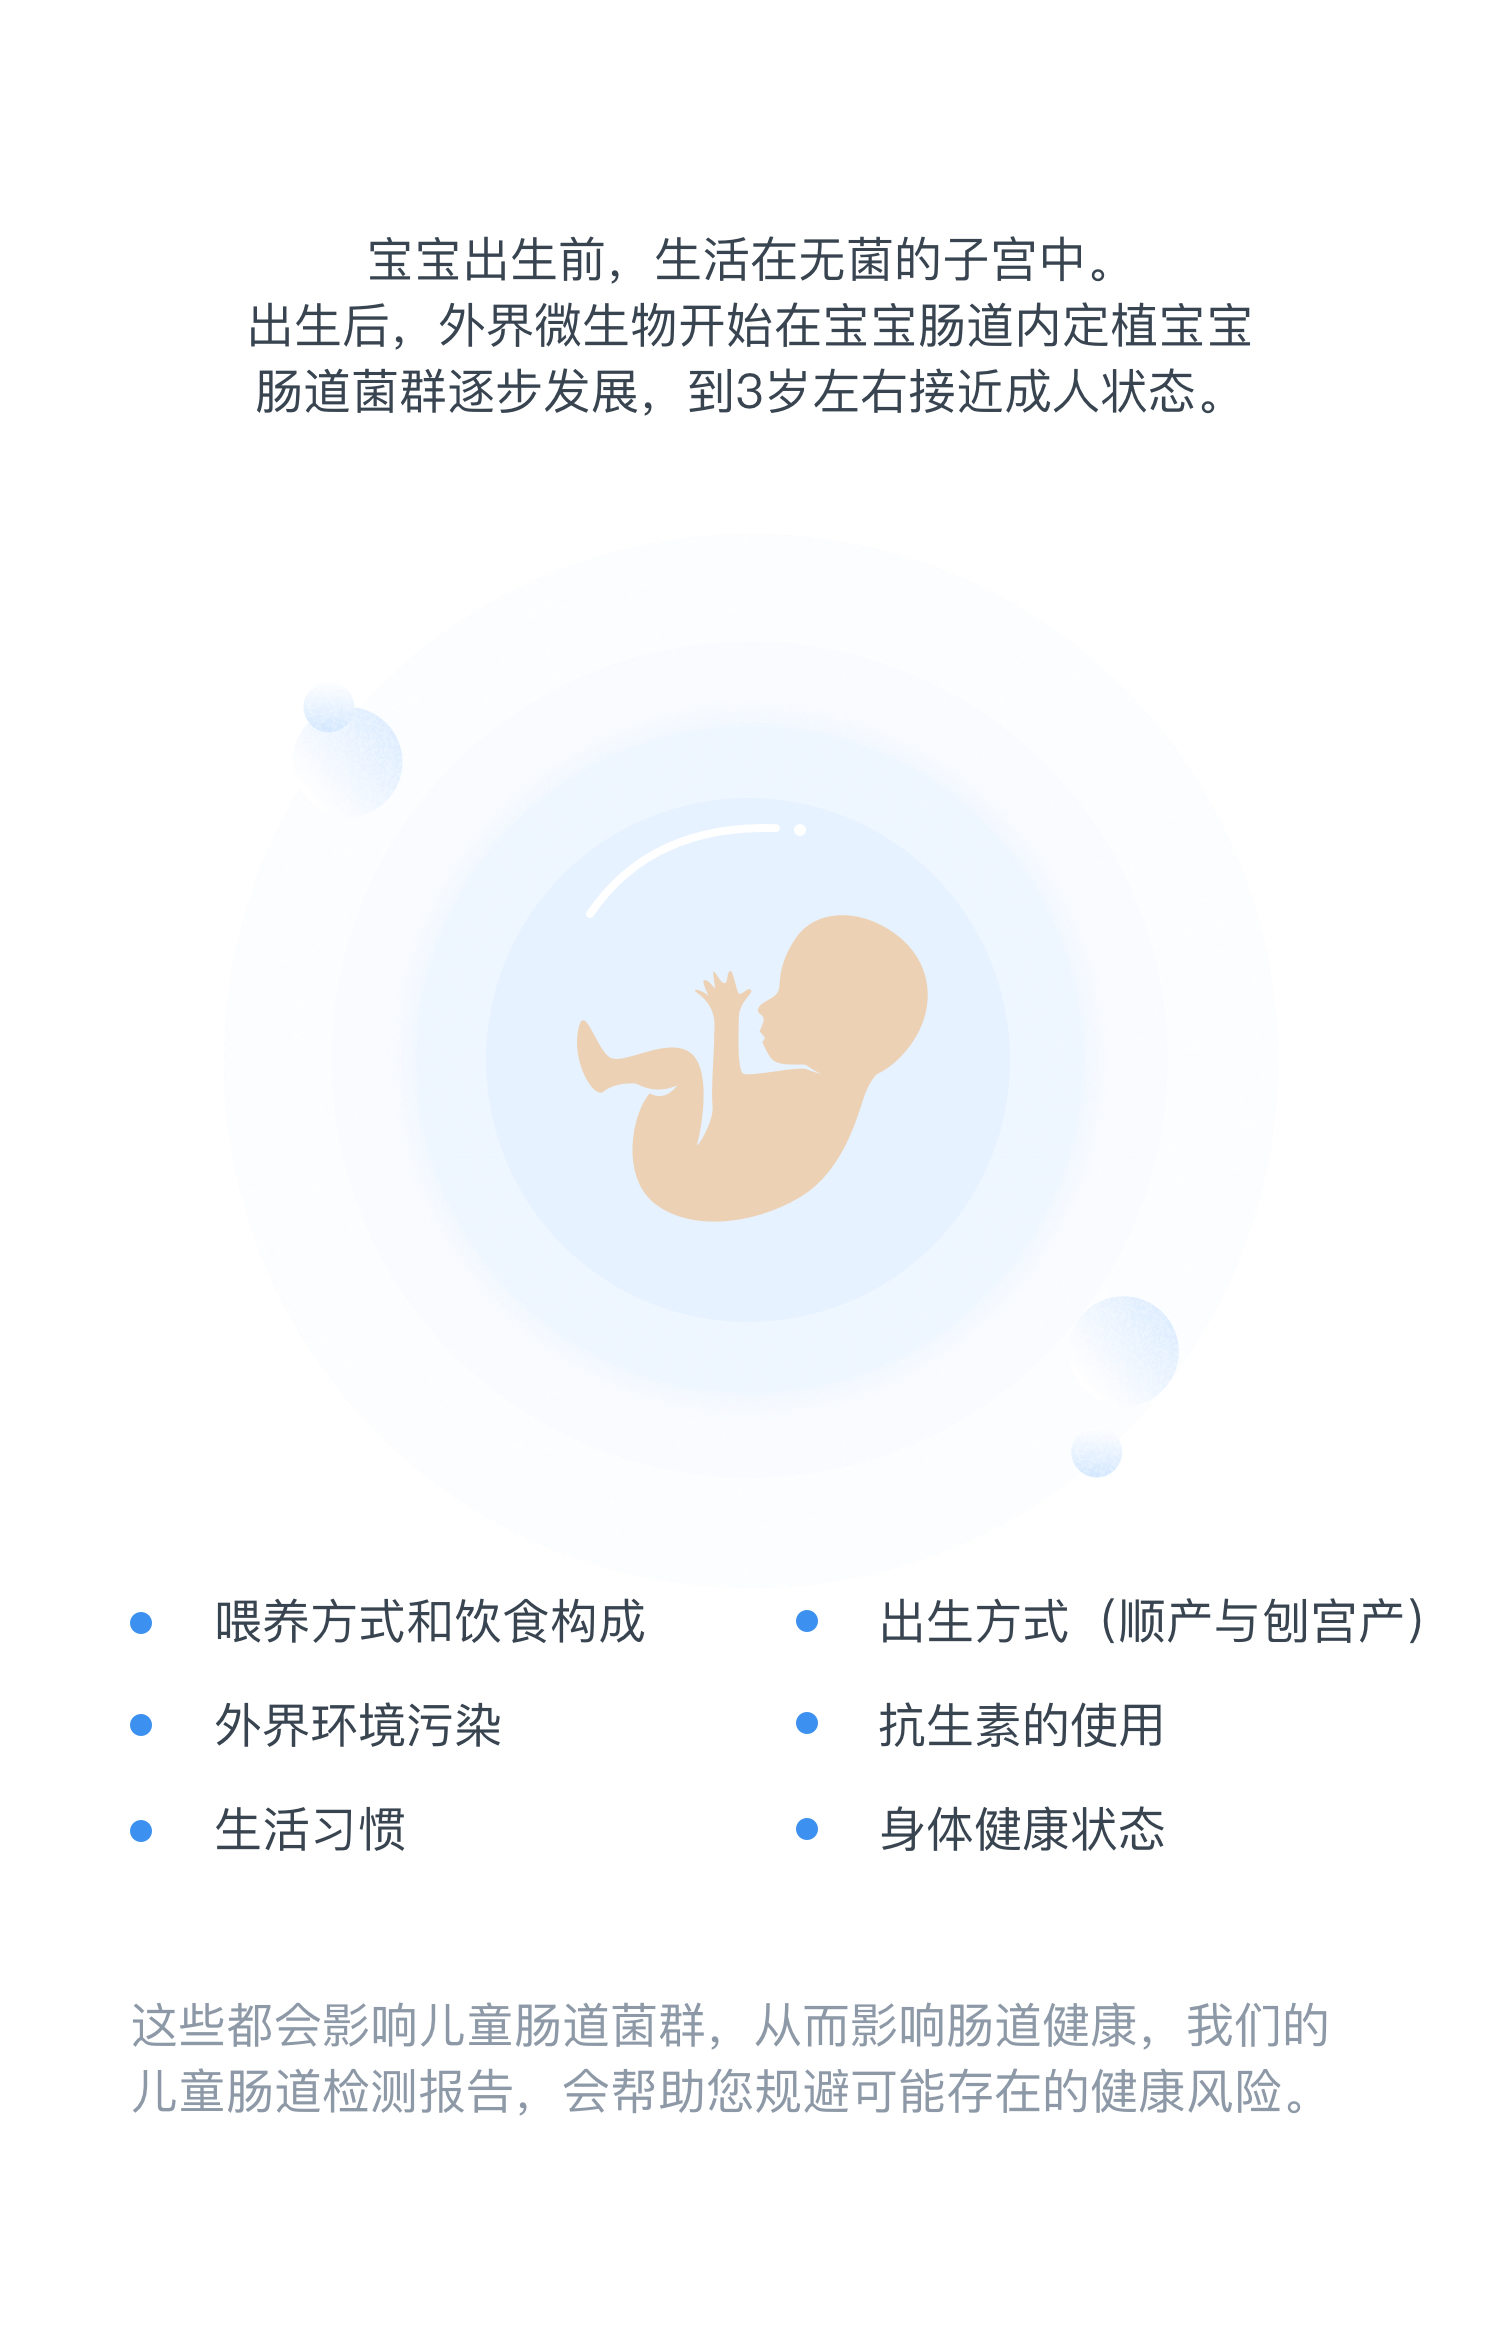 宝宝出生前，生活在无菌的子宫中。
出生后，外界微生物开始在宝宝肠道内定植宝宝
肠道菌群逐步发展，到3岁左右接近成人状态。
喂养方式和饮食构成
出生方式（顺产与刨宫产）
外界环境污染
抗生素的使用
生活习惯
身体健康状态
这些都会影响儿童肠道菌群，从而影响肠道健康，我们的
儿童肠道检测报告，会帮助您规避可能存在的健康风险。